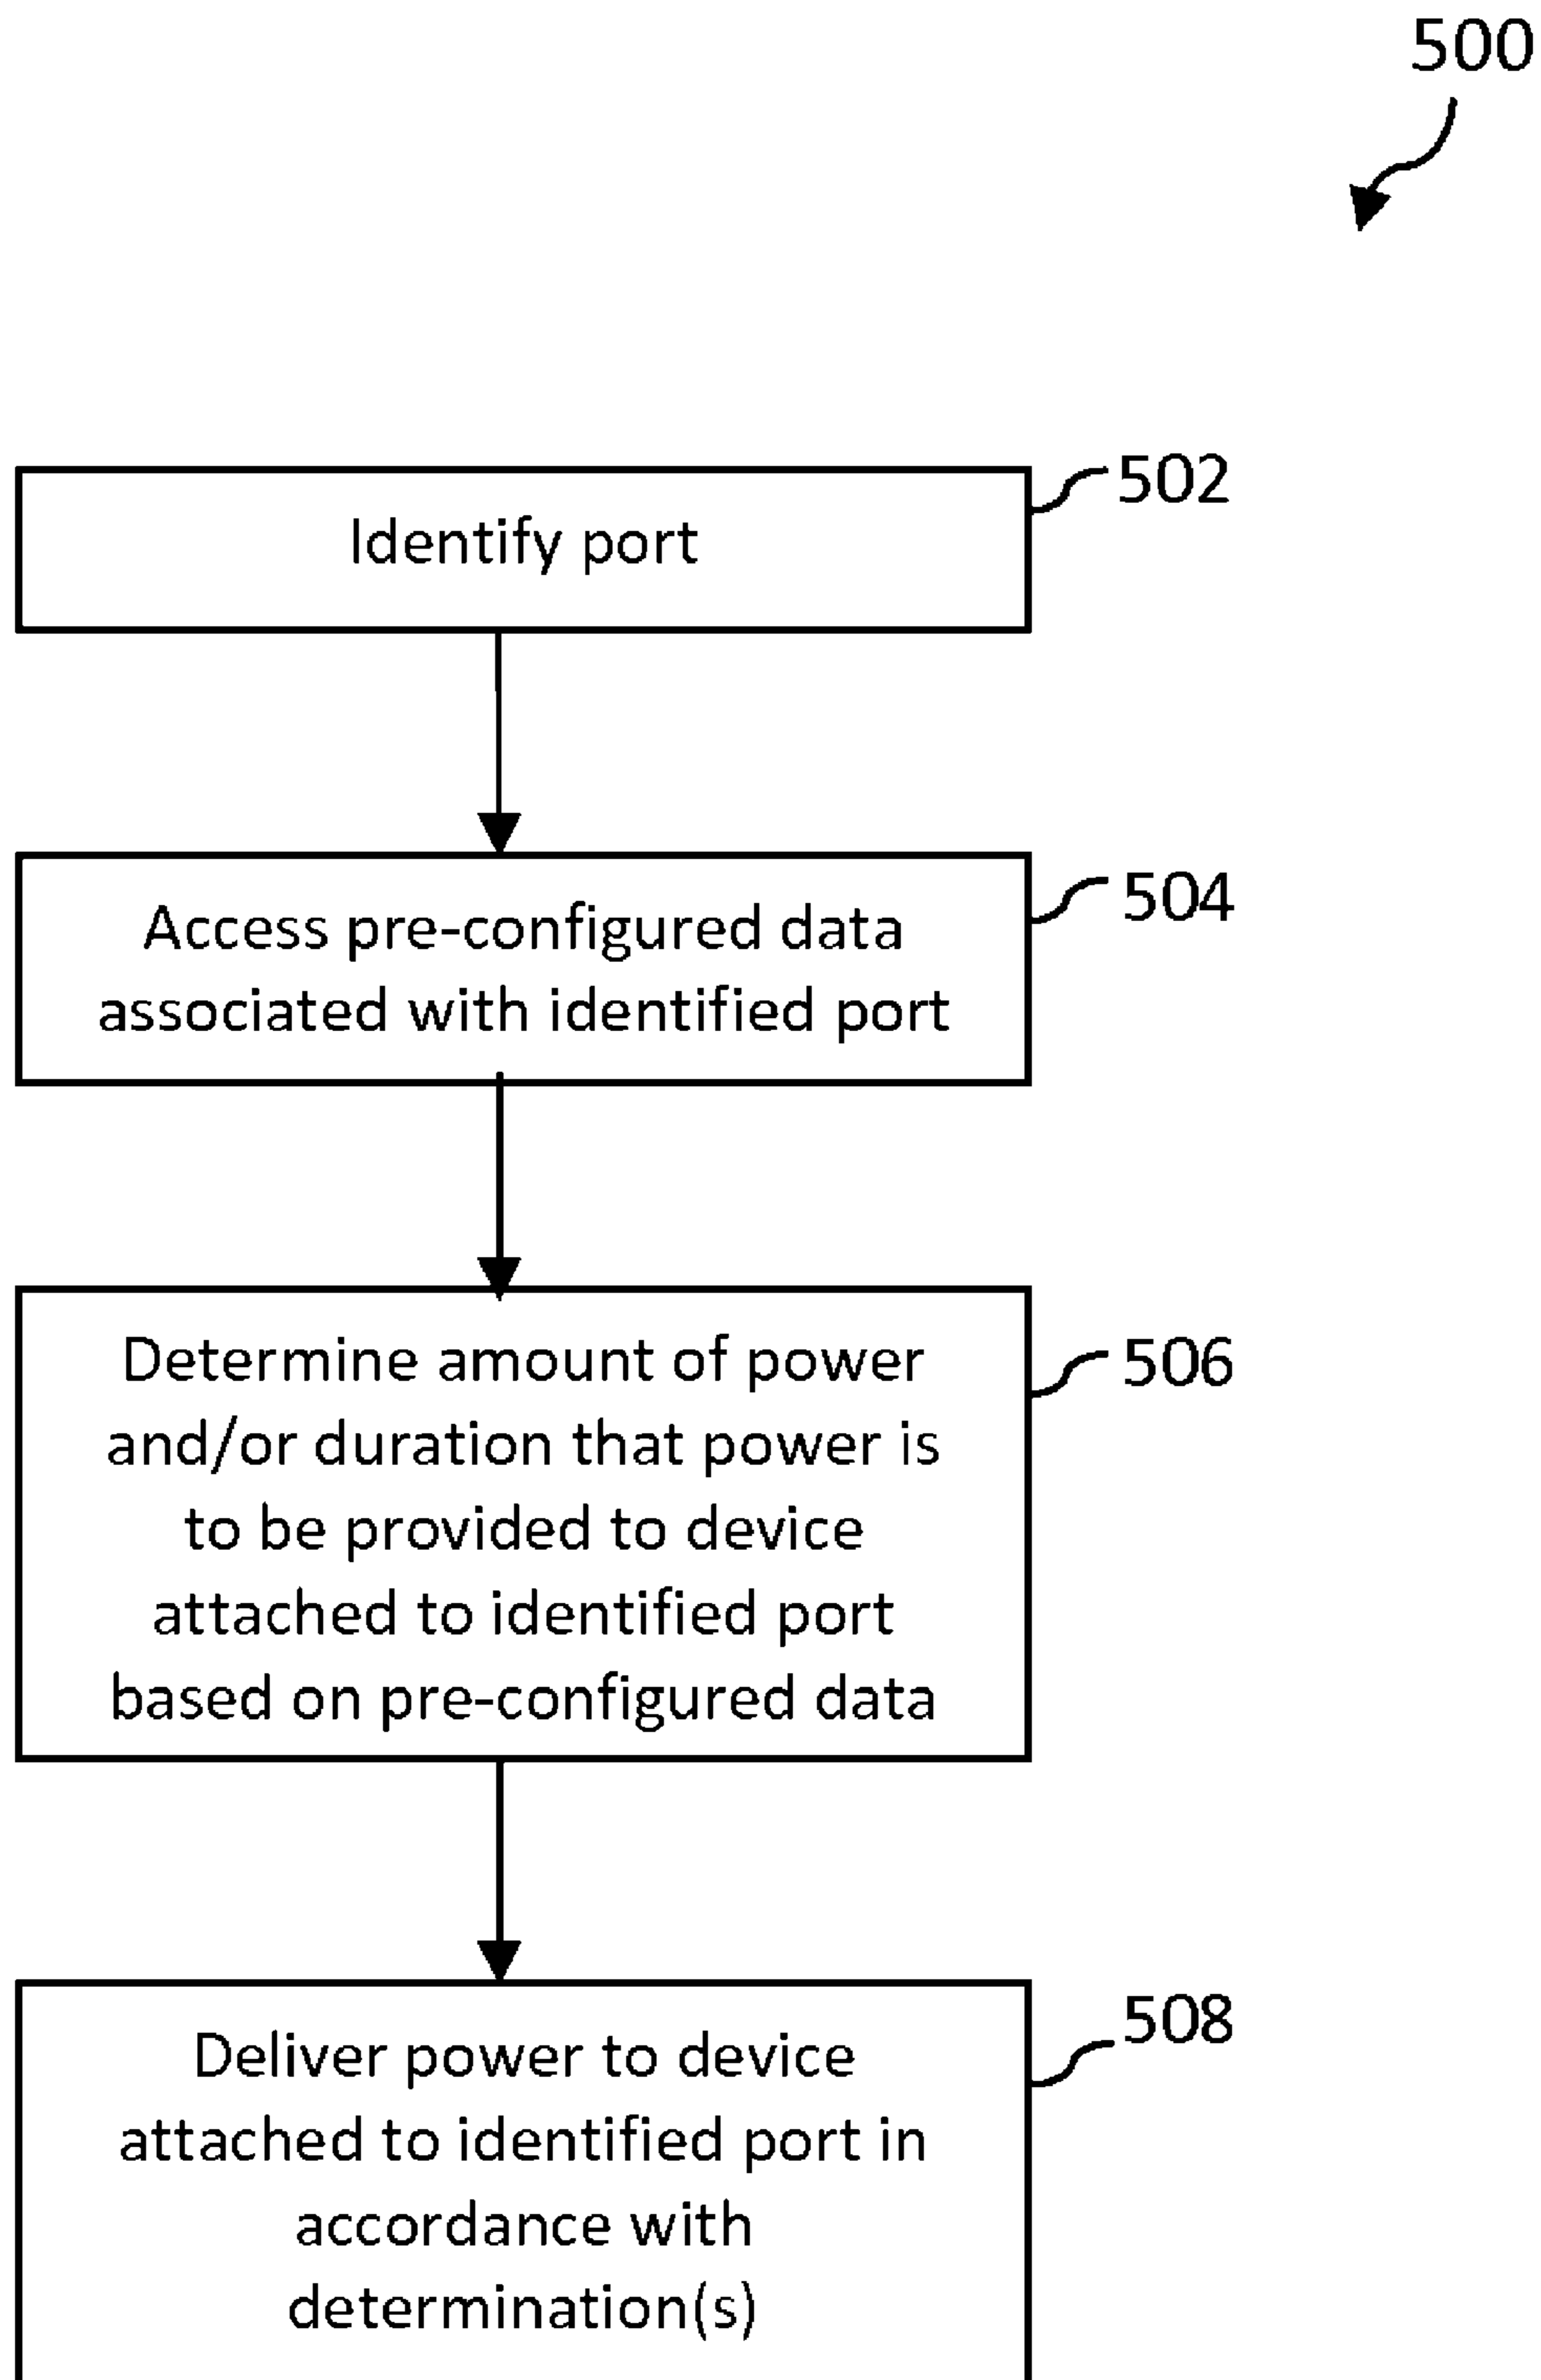 500
Identify port
502
Access pre-configured data
associated with identified port
504
Determine amount of power
and/or duration that power is
to be provided to device
attached to identified port
based on pre-configured data
506
Deliver power to device
attached to identified port in
accordance with
determination(s)
508